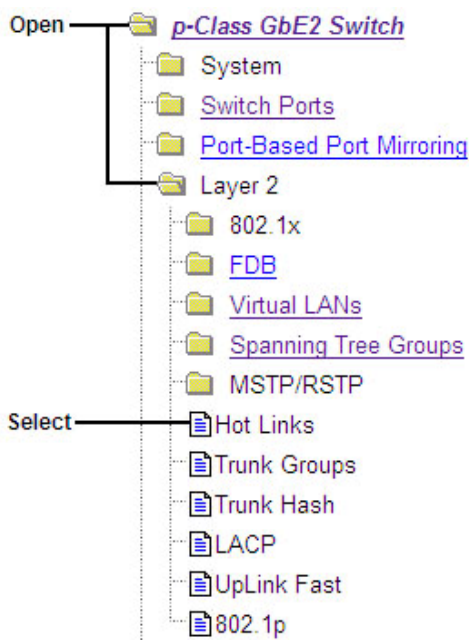 Open p-Class GbE2 Switch
System
Switch Ports
Port-Based Port Mirroring
Layer 2
802.1x
FDB
Virtual LANs
Spanning Tree Groups
MSTP/RSTP
Select Hot Links
Trunk Groups
Trunk Hash
LACP
UpLink Fast
802.1p